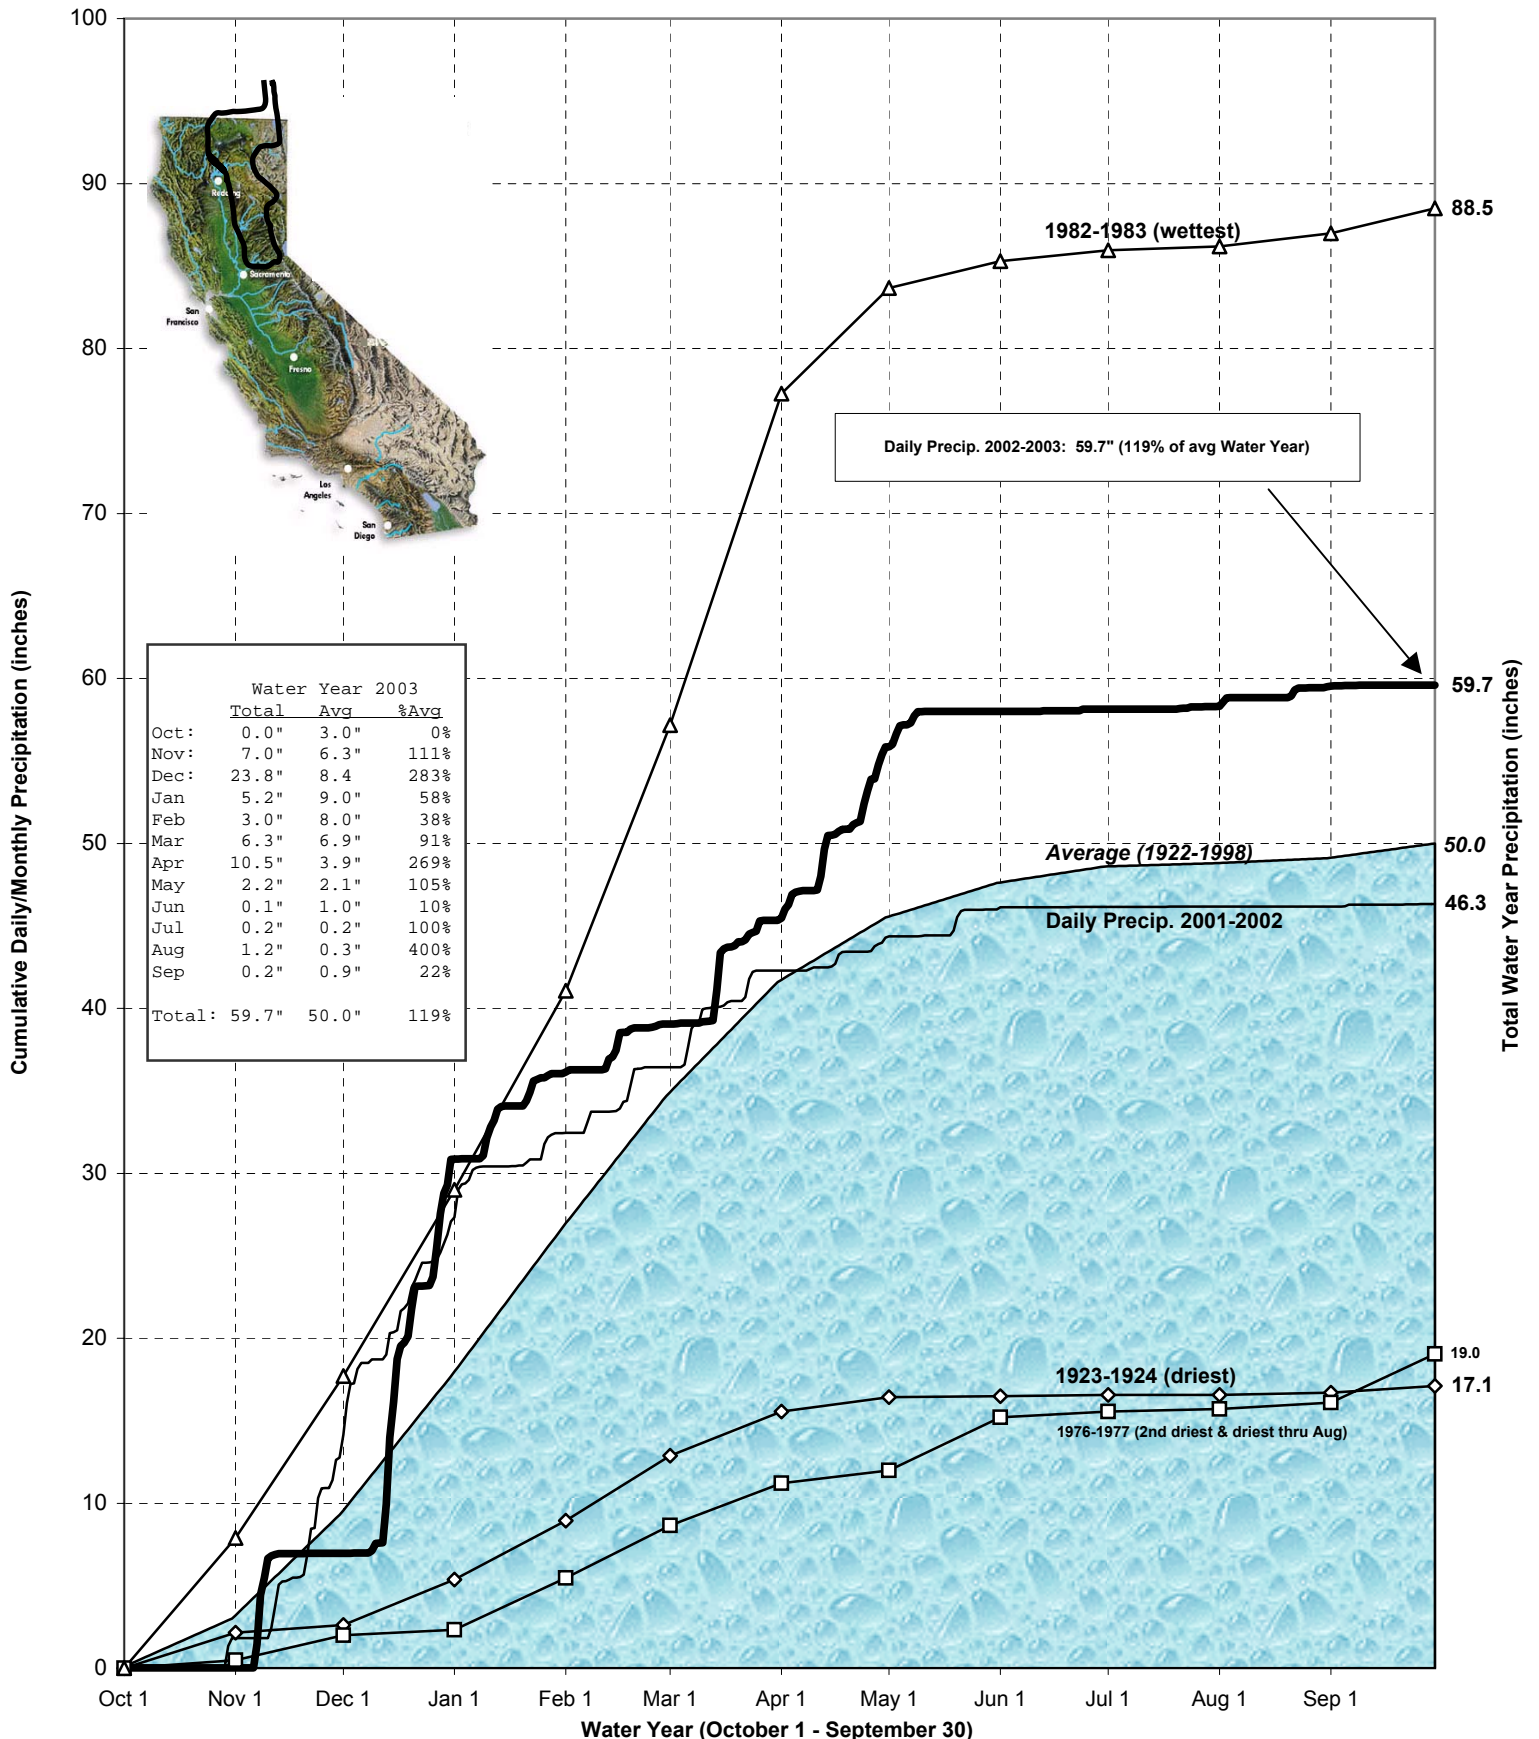 100
90
80
70
60
50
40
30
20
10
0
Cumulative Daily/Monthly Precipitation (inches)
Total Water Year Precipitation (inches)
Redding
Sacramento
San
Francisco
Fresno
Los
Angeles
San
Diego
1982-1983 (wettest)
88.5
Daily Precip. 2002-2003: 59.7" (119% of avg Water Year)
59.7
Water Year 2003
Total Avg %Avg
Oct: 0.0" 3.0" 0%
Nov: 7.0" 6.3" 111%
Dec: 23.8" 8.4 283%
Jan 5.2" 9.0" 58%
Feb 3.0" 8.0" 38%
Mar 6.3" 6.9" 91%
Apr 10.5" 3.9" 269%
May 2.2" 2.1" 105%
Jun 0.1" 1.0" 10%
Jul 0.2" 0.2" 100%
Aug 1.2" 0.3" 400%
Sep 0.2" 0.9" 22%
Total: 59.7" 50.0" 119%
Average (1922-1998)
50.0
Daily Precip. 2001-2002
46.3
1923-1924 (driest)
19.0
17.1
1976-1977 (2nd driest & driest thru Aug)
Oct 1 Nov 1 Dec 1 Jan 1 Feb 1 Mar 1 Apr 1 May 1 Jun 1 Jul 1 Aug 1 Sep 1
Water Year (October 1 - September 30)